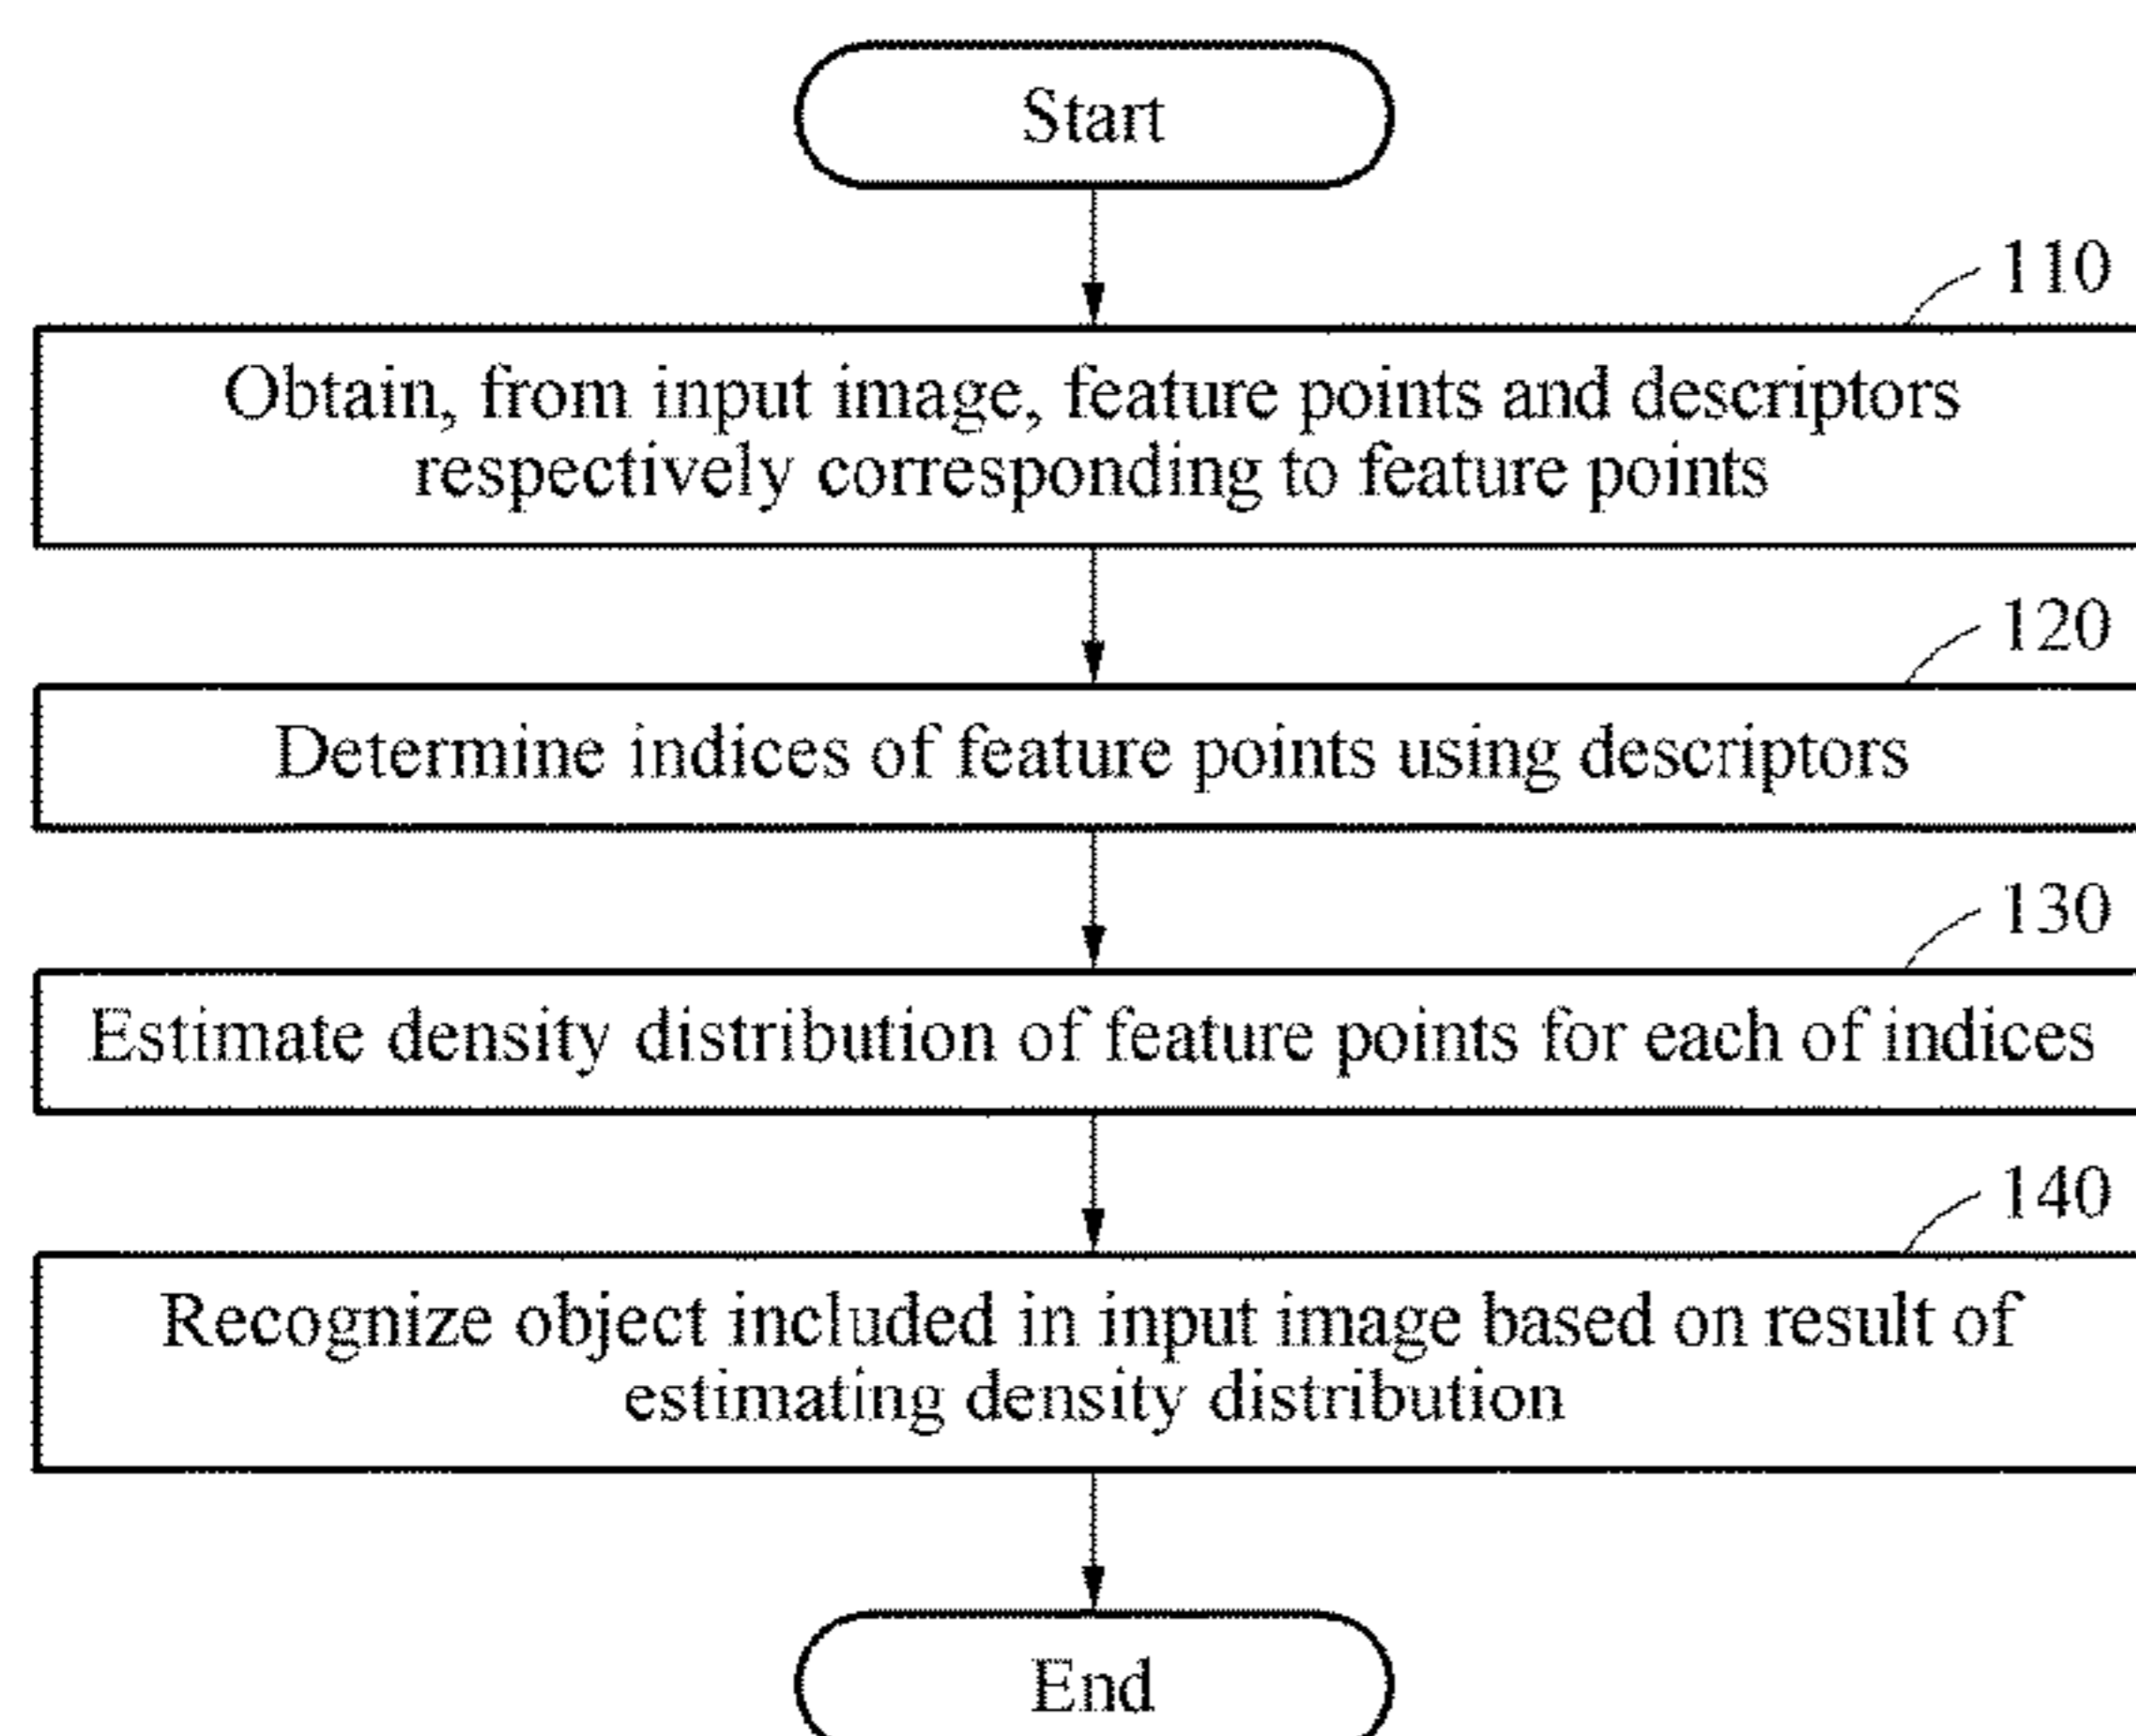 Start
110
Obtain, from input image, feature points and descriptors
respectively corresponding to feature points
120
Determine indices of feature points using descriptors
130
Estimate density distribution of feature points for each of indices
140
Recognize object included in input image based on result of
estimating density distribution
End